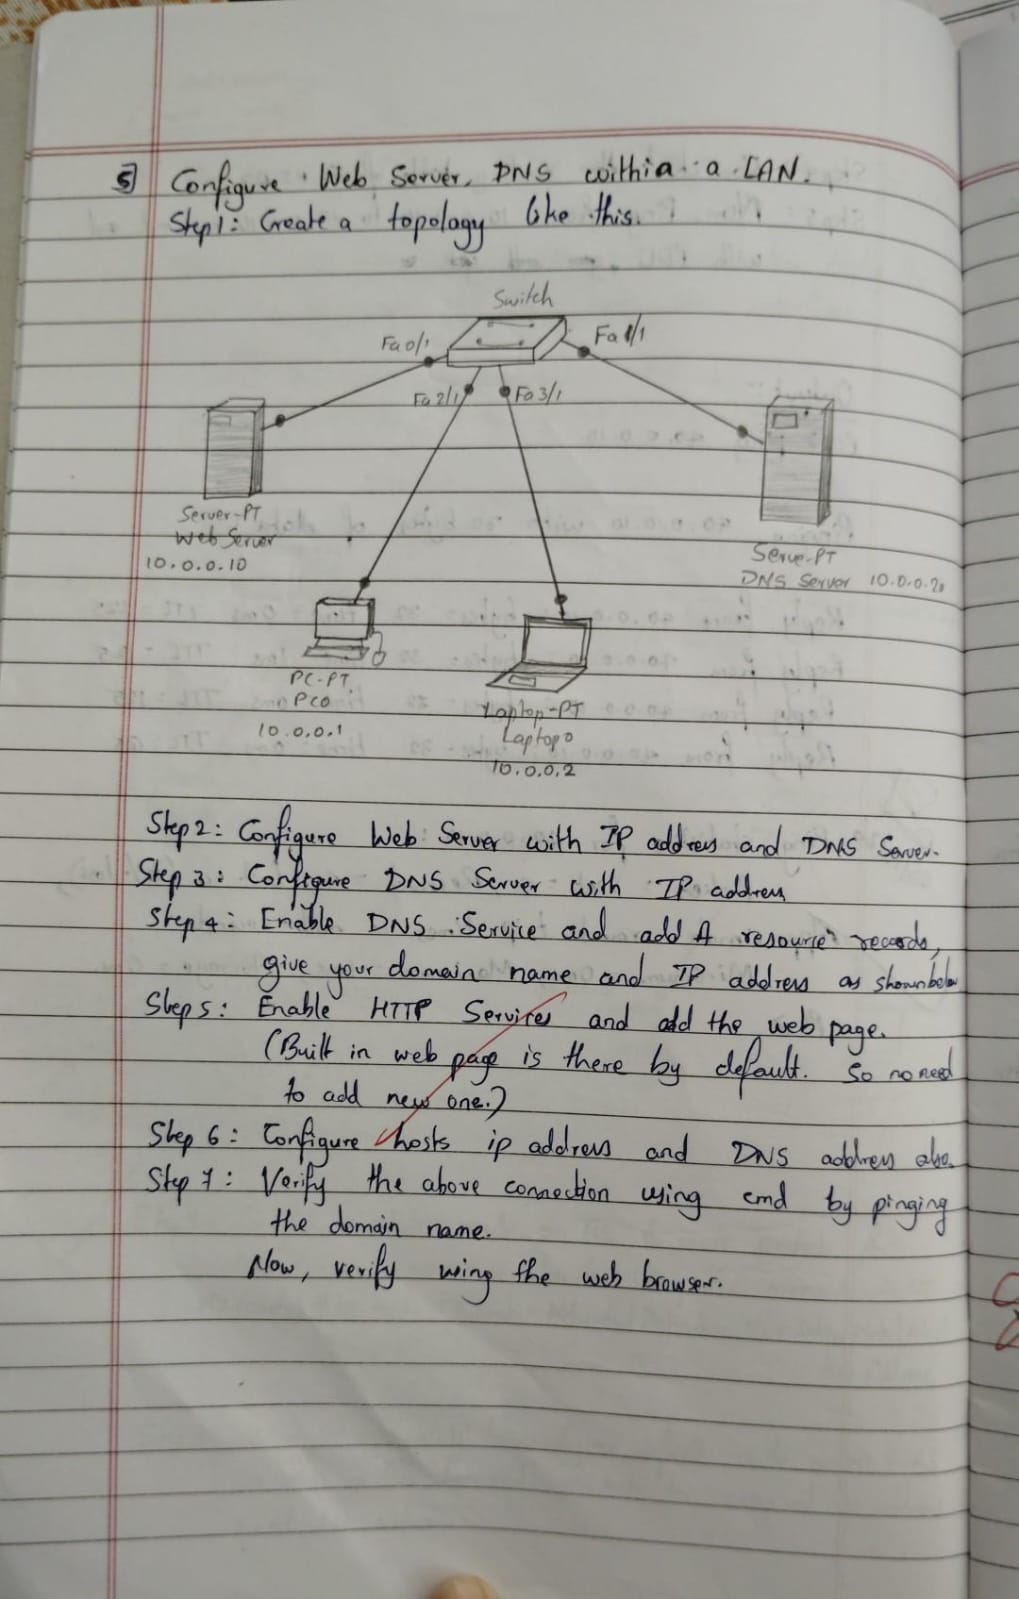 5) Configure Web Server, DNS within a LAN.
Step 1: Create a topology like this.
Switch
Fa0/1
Fa1/1
Fa2/1
Fa3/1
Server-PT
Web Server
10.0.0.10
Serve-PT
DNS Server 10.0.0.20
PC-PT
PC0
10.0.0.1
Laptop-PT
Laptop0
10.0.0.2
Step 2: Configure Web Server with IP address and DNS Server.
Step 3: Configure DNS Server with IP address
Step 4: Enable DNS Service and add A resource records,
give your domain name and IP address as shown below
Step 5: Enable HTTP Services and add the web page.
(Built in web page is there by default. So no need
to add new one.)
Step 6: Configure hosts ip address and DNS address also.
Step 7: Verify the above connection using cmd by pinging
the domain name.
Now, verify using the web browser.